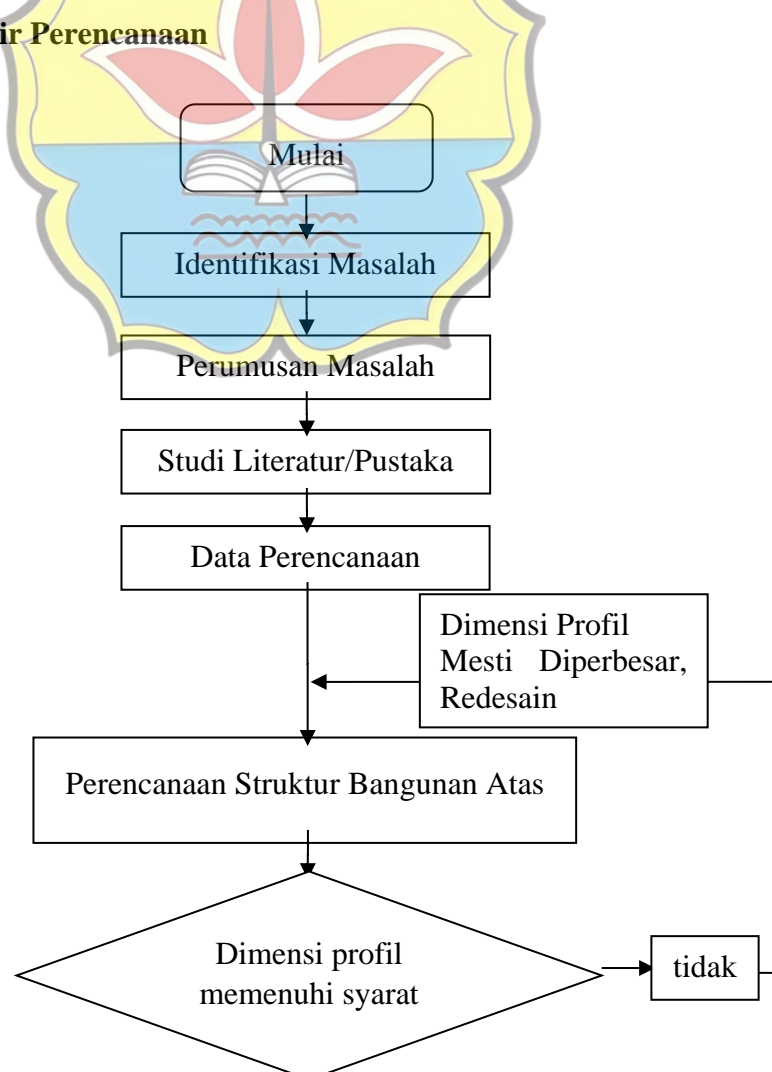 ir Perencanaan
Mulai
Identifikasi Masalah
Perumusan Masalah
Studi Literatur/Pustaka
Data Perencanaan
Dimensi Profil
Mesti Diperbesar,
Redesain
Perencanaan Struktur Bangunan Atas
Dimensi profil
memenuhi syarat
tidak